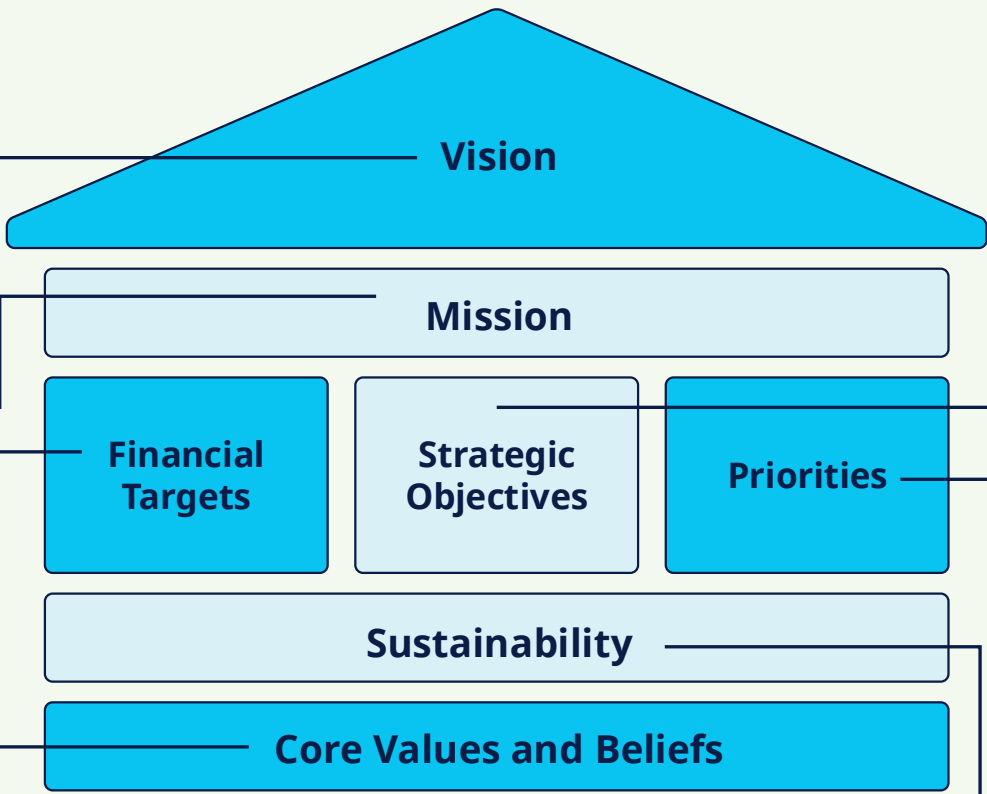 Vision
Mission
Financial
Targets
Strategic
Objectives
Priorities
Sustainability
Core Values and Beliefs